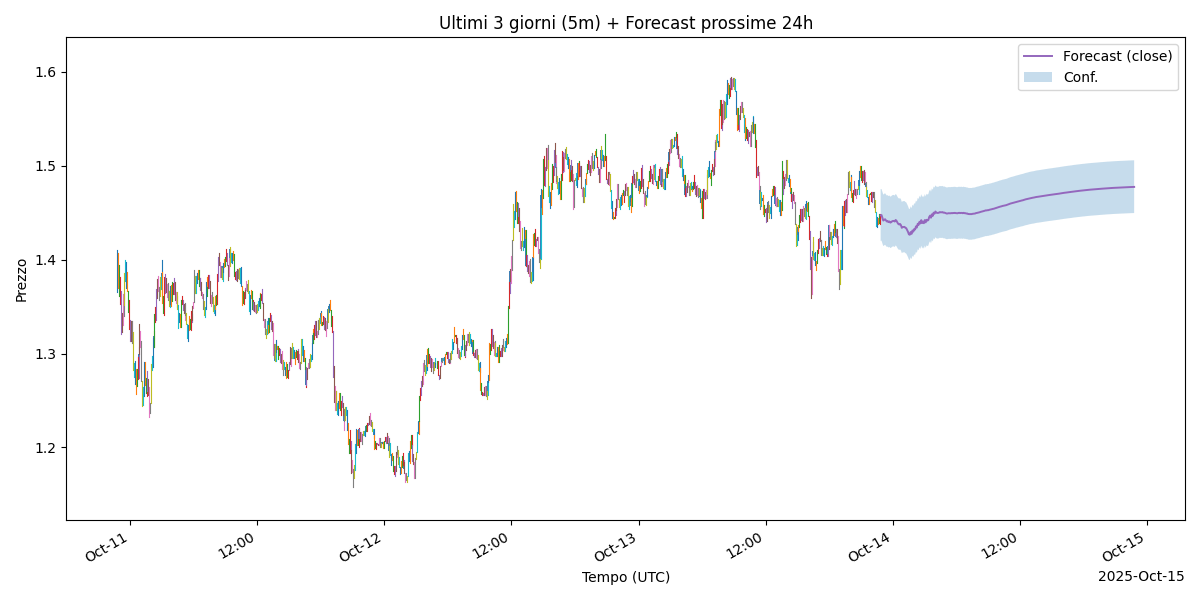 Ultimi 3 giorni (5m) + Forecast prossime 24h
Forecast (close)
Conf.
1.6
1.5
1.4
1.3
1.2
Prezzo
Oct-11
12:00
Oct-12
12:00
Oct-13
12:00
Oct-14
12:00
Oct-15
Tempo (UTC)
2025-Oct-15